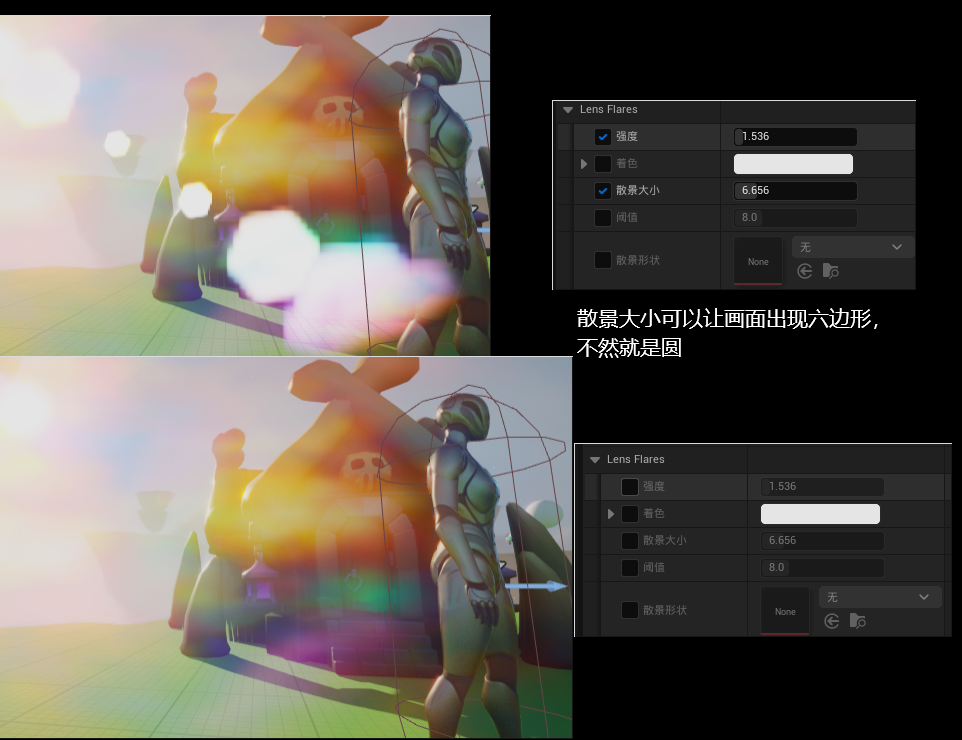 Lens Flares
强度
1.536
着色
散景大小
6.656
阈值
8.0
散景形状
None
无
散景大小可以让画面出现六边形，
不然就是圆
Lens Flares
强度
1.536
着色
散景大小
6.656
阈值
8.0
散景形状
None
无